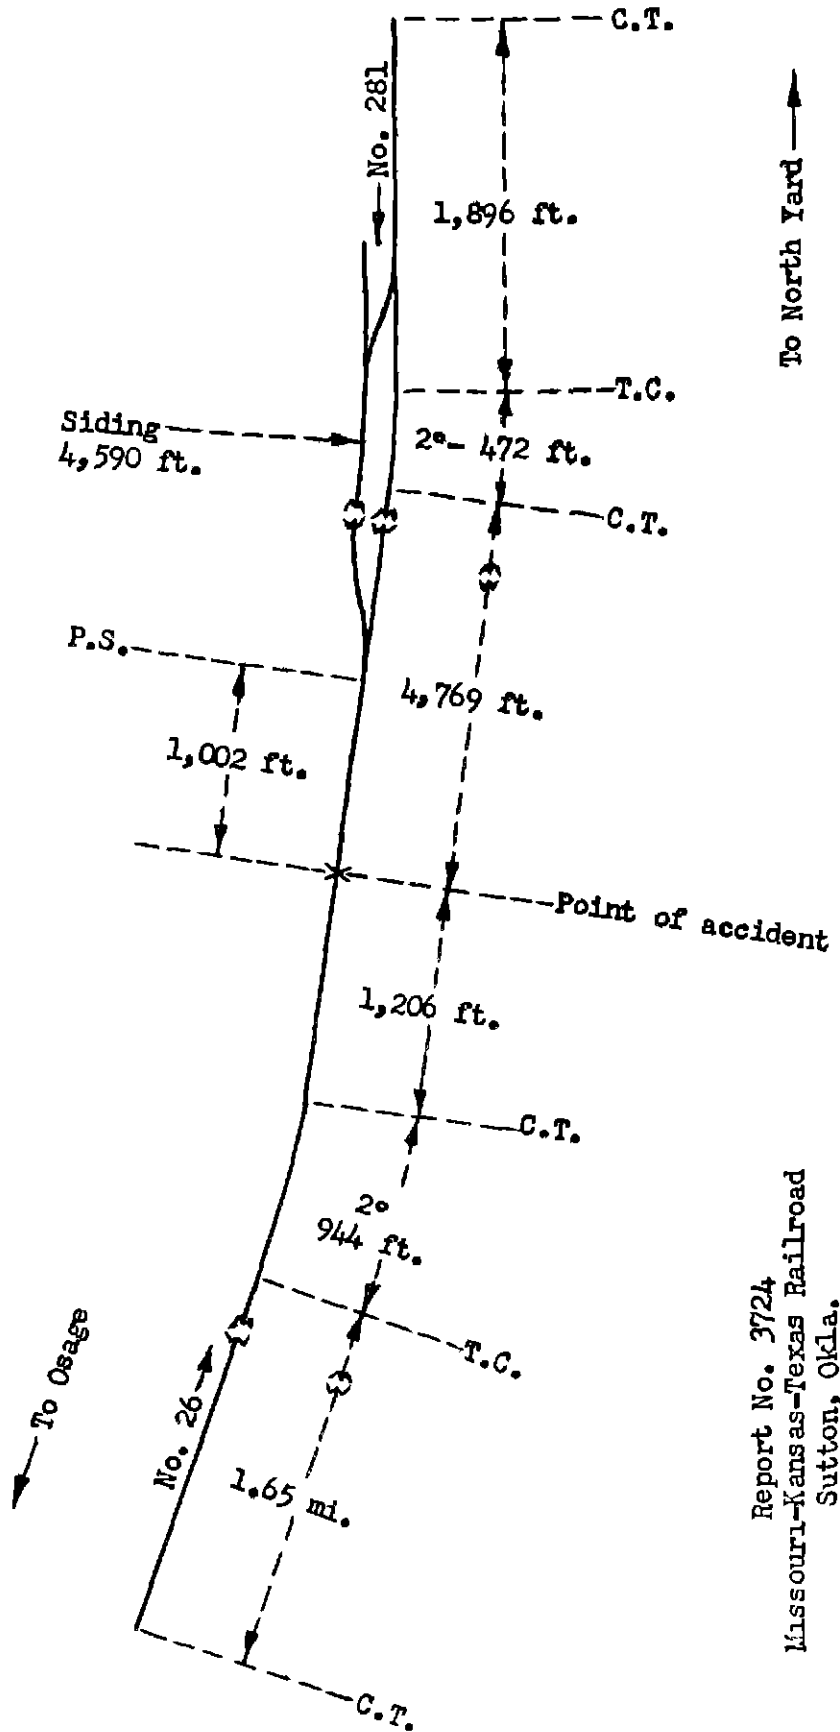 C.T.
No. 281
1,896 ft.
To North Yard
T.C.
Siding
4,590 ft.
2°- 472 ft.
C.T.
P.S.
4,769 ft.
1,002 ft.
Point of accident
1,206 ft.
C.T.
2°
944 ft.
T.C.
To Osage
No. 26
1.65 mi.
C.T.
Report No. 3724
Missouri-Kansas-Texas Railroad
Sutton, Okla.